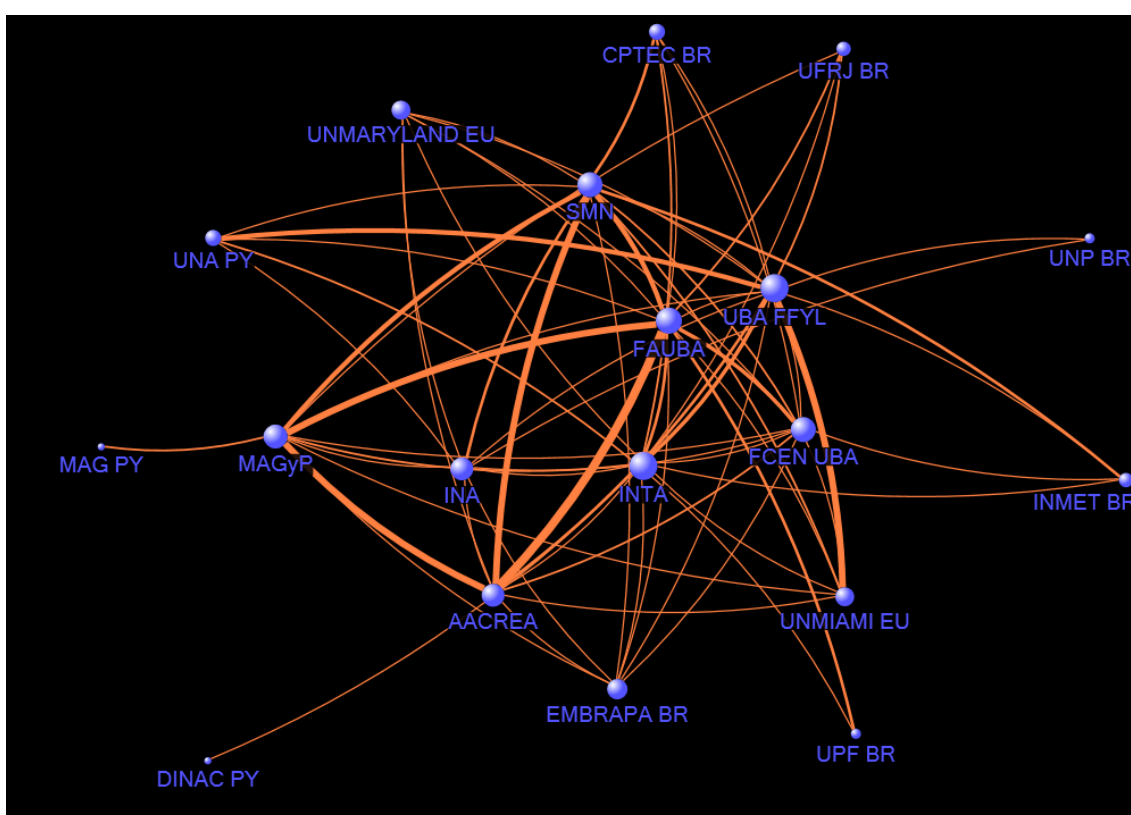 CPTEC BR
UFRJ BR
UNMARYLAND EU
SMN
UNA PY
UNP BR
UBA FFYL
FAUBA
MAG PY
MAGyP
FCEN UBA
INA
INTA
INMET BR
AACREA
UNMIAMI EU
EMBRAPA BR
UPF BR
DINAC PY